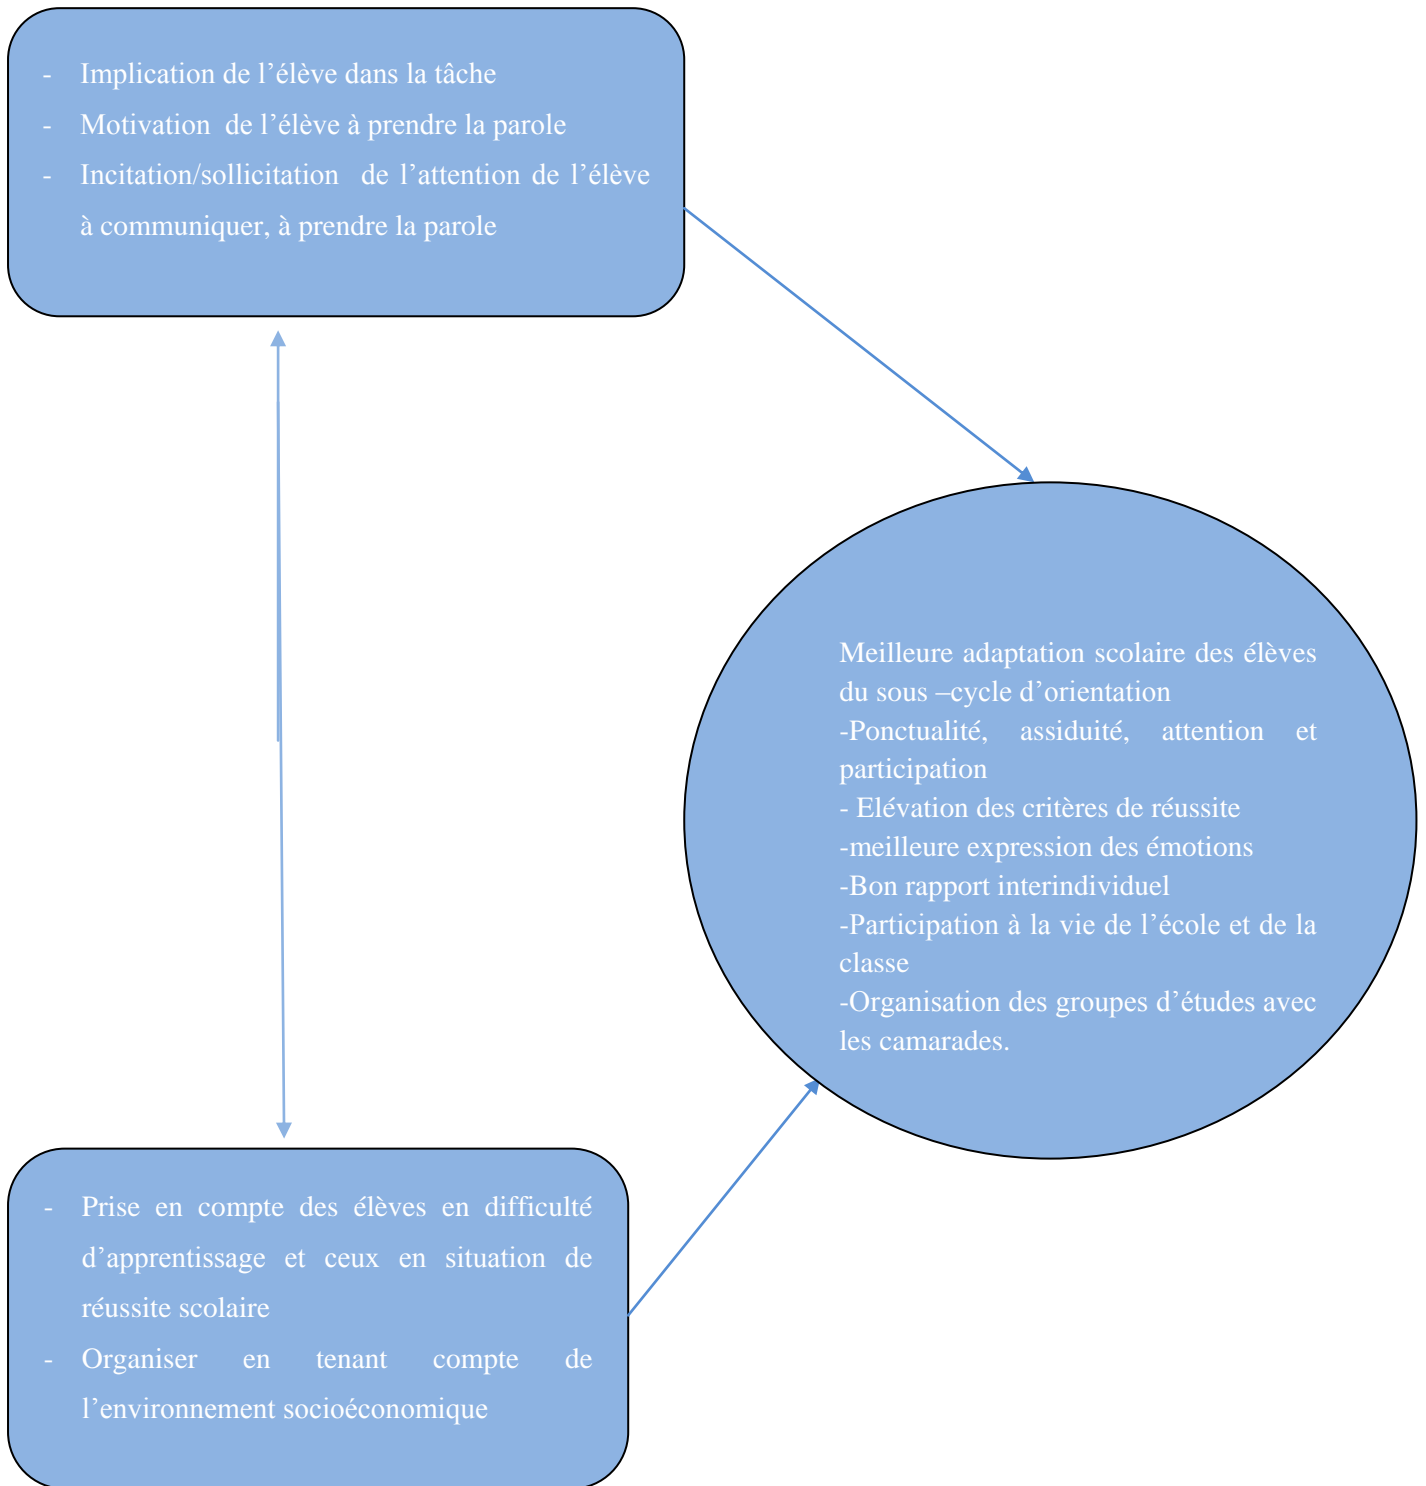 - Implication de l’élève dans la tâche
- Motivation de l’élève à prendre la parole
- Incitation/sollicitation de l’attention de l’élève
à communiquer, à prendre la parole
Meilleure adaptation scolaire des élèves
du sous –cycle d’orientation
-Ponctualité, assiduité, attention et
participation
- Elévation des critères de réussite
-meilleure expression des émotions
-Bon rapport interindividuel
-Participation à la vie de l’école et de la
classe
-Organisation des groupes d’études avec
les camarades.
- Prise en compte des élèves en difficulté
d’apprentissage et ceux en situation de
réussite scolaire
- Organiser en tenant compte de
l’environnement socioéconomique